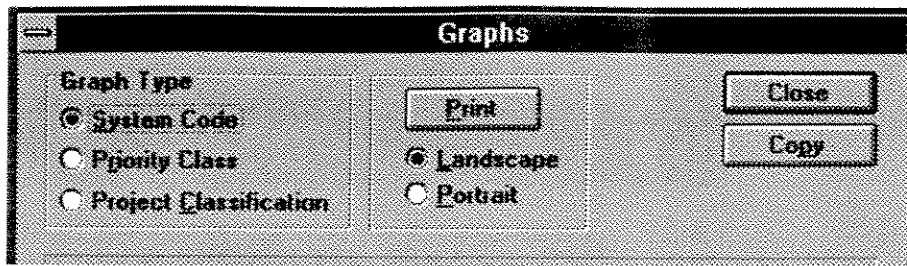 Graphs
Graph Type
System Code
Priority Class
Project Classification
Print
Landscape
Portrait
Close
Copy